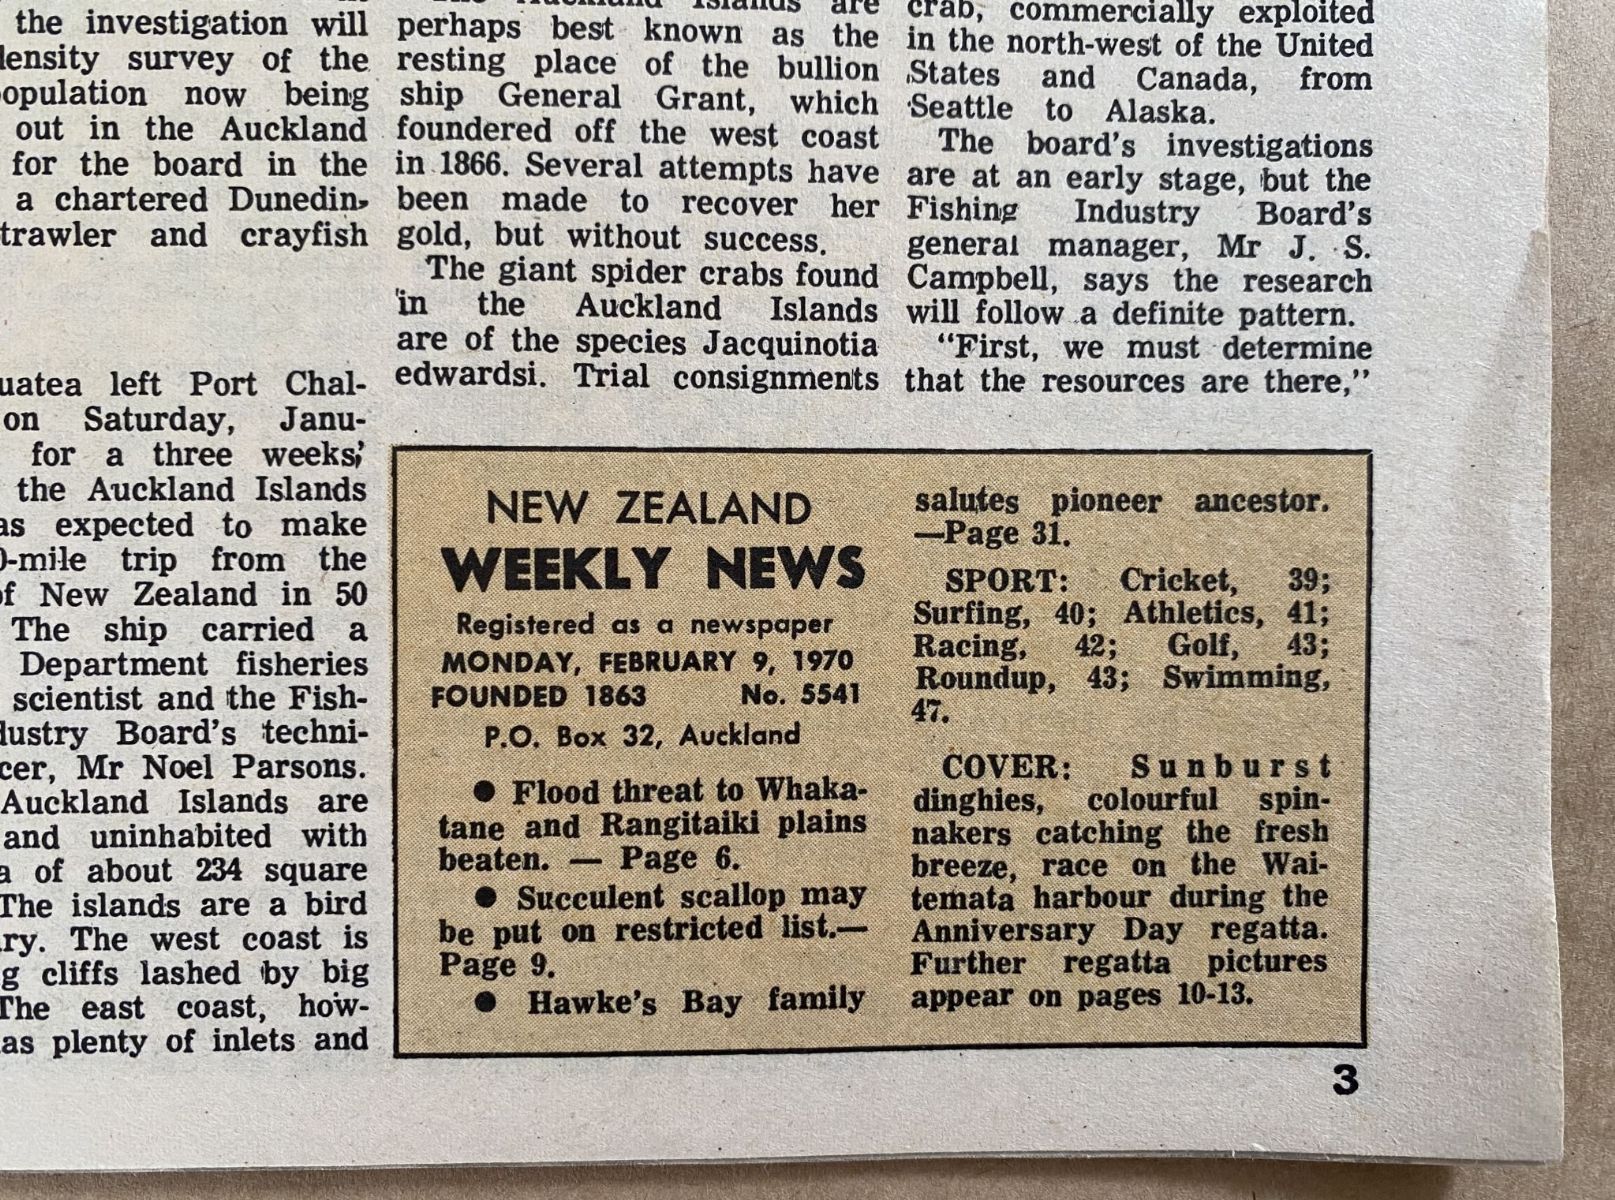 the investigation will
survey of the
now being
out in the Auckland
for the board in the
a chartered Dunedin-
trawler and crayfish
left Port Chal-
on Saturday, Janu-
for a three weeks'
the Auckland Islands
expected to make
trip from the
New Zealand in 50
The ship carried a
Department fisheries
scientist and the Fish-
Board's techni-
Mr Noel Parsons.
Auckland Islands are
and uninhabited with
of about 234 square
The islands are a bird
The west coast is
cliffs lashed by big
The east coast, how-
plenty of inlets and
The Auckland Islands are
perhaps best known as the
resting place of the bullion
ship General Grant, which
foundered off the west coast
in 1866. Several attempts have
been made to recover her
gold, but without success.
The giant spider crabs found
in the Auckland Islands
are of the species Jacquinotia
edwardsi. Trial consignments
crab, commercially exploited
in the north-west of the United
States and Canada, from
Seattle to Alaska.
The board's investigations
are at an early stage, but the
Fishing Industry Board's
general manager, Mr J. S.
Campbell, says the research
will follow a definite pattern.
"First, we must determine
that the resources are there,"
NEW ZEALAND
WEEKLY NEWS
Registered as a newspaper
MONDAY, FEBRUARY 9, 1970
FOUNDED 1863 No. 5541
P.O. Box 32, Auckland
● Flood threat to Whaka-
tane and Rangitaiki plains
beaten. — Page 6.
● Succulent scallop may
be put on restricted list.—
Page 9.
● Hawke's Bay family
salutes pioneer ancestor.
—Page 31.
SPORT: Cricket, 39;
Surfing, 40; Athletics, 41;
Racing, 42; Golf, 43;
Roundup, 43; Swimming,
47.
COVER: Sunburst
dinghies, colourful spin-
nakers catching the fresh
breeze, race on the Wai-
temata harbour during the
Anniversary Day regatta.
Further regatta pictures
appear on pages 10-13.
3